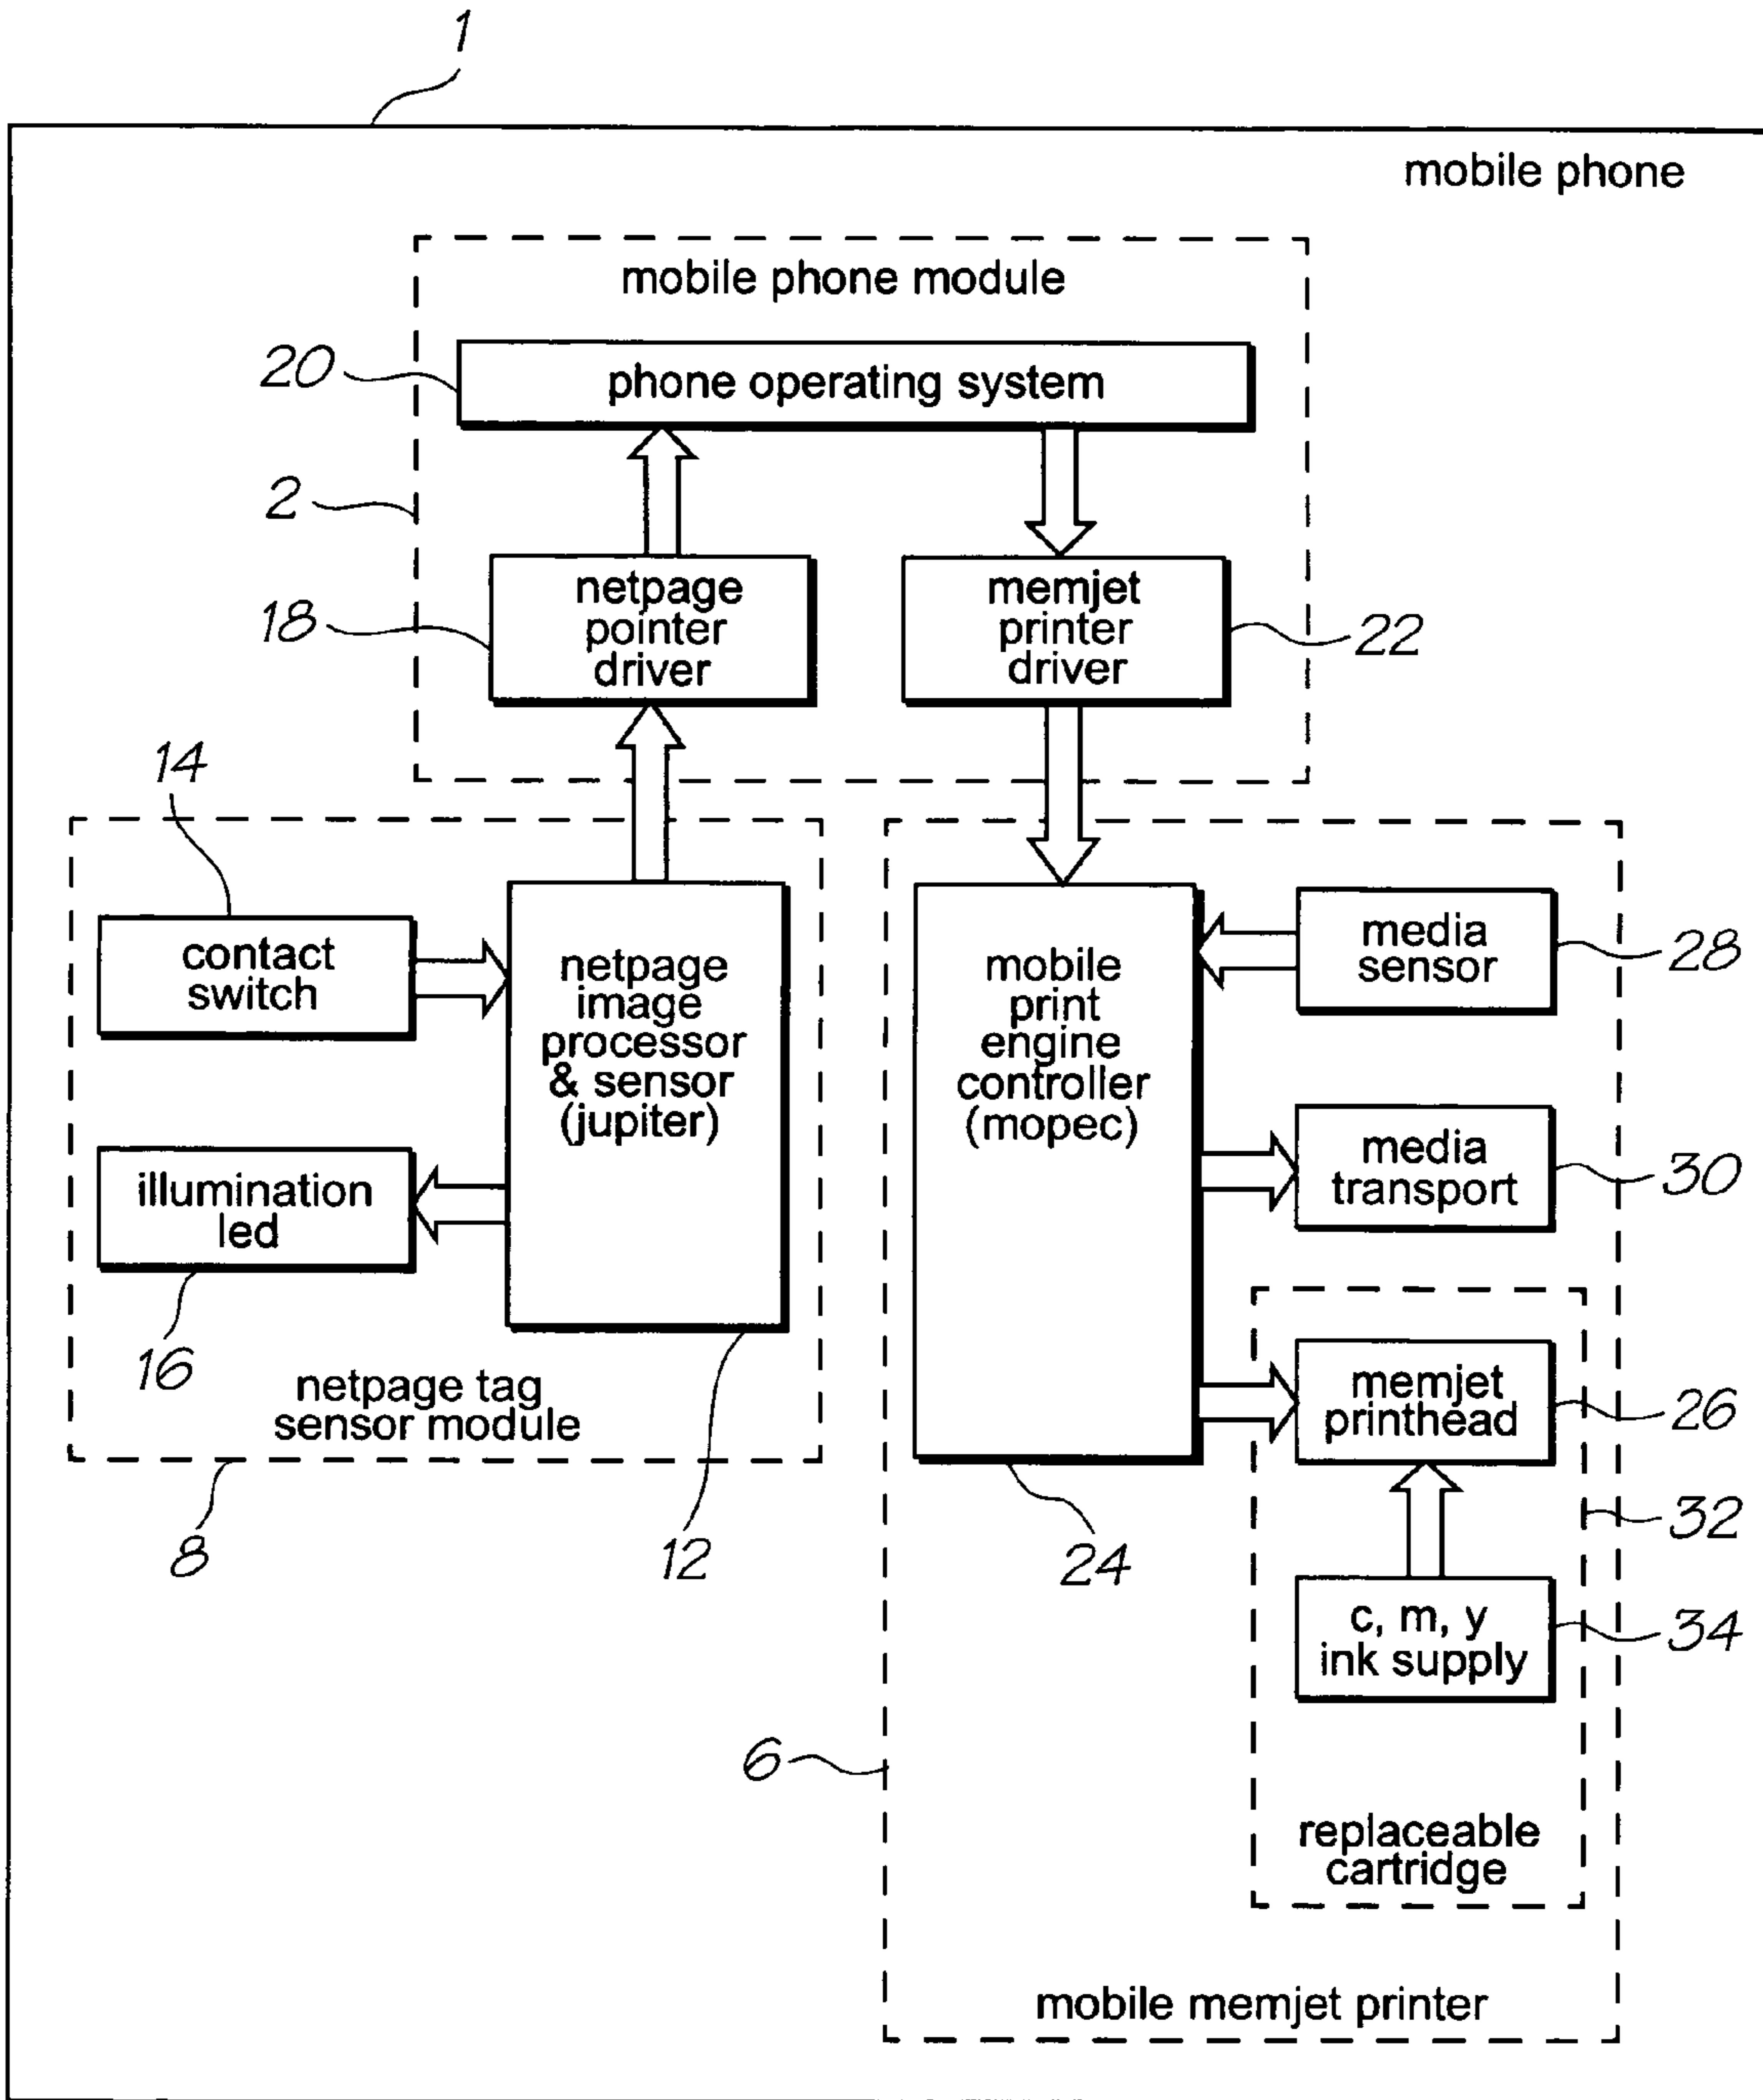 1
mobile phone
mobile phone module
20
phone operating system
2
18
netpage
pointer
driver
memjet
printer
driver
22
14
contact
switch
netpage
image
processor
& sensor
(jupiter)
illumination
led
16
netpage tag
sensor module
8
12
mobile
print
engine
controller
(mopec)
media
sensor
28
media
transport
30
memjet
printhead
26
24
32
c, m, y
ink supply
34
6
replaceable
cartridge
mobile memjet printer